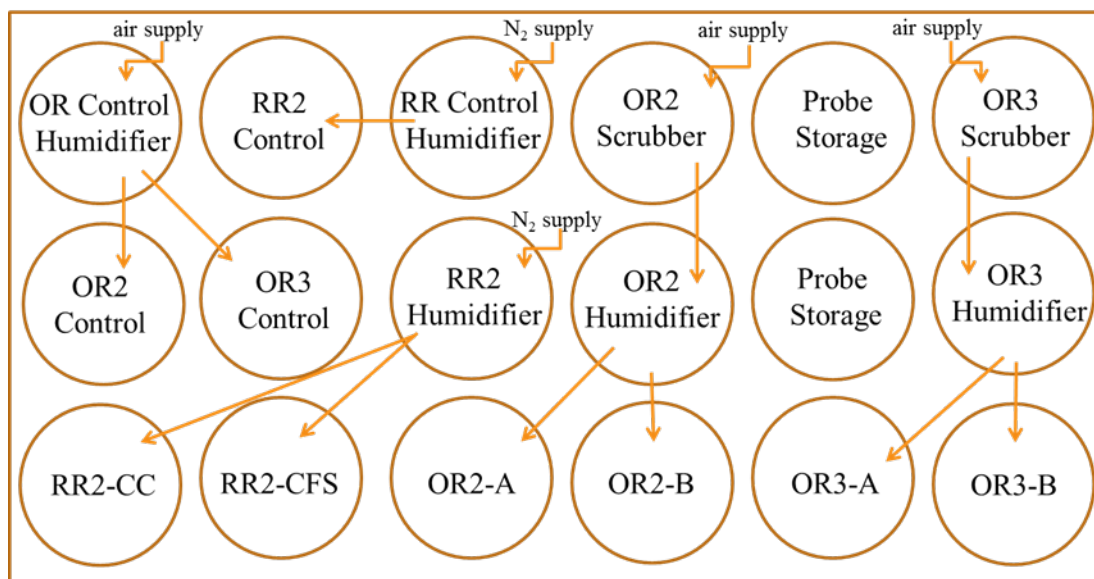 air supply
N₂ supply
air supply
air supply
OR Control
Humidifier
RR2
Control
RR Control
Humidifier
OR2
Scrubber
Probe
Storage
OR3
Scrubber
N₂ supply
OR2
Control
OR3
Control
RR2
Humidifier
OR2
Humidifier
Probe
Storage
OR3
Humidifier
RR2-CC
RR2-CFS
OR2-A
OR2-B
OR3-A
OR3-B